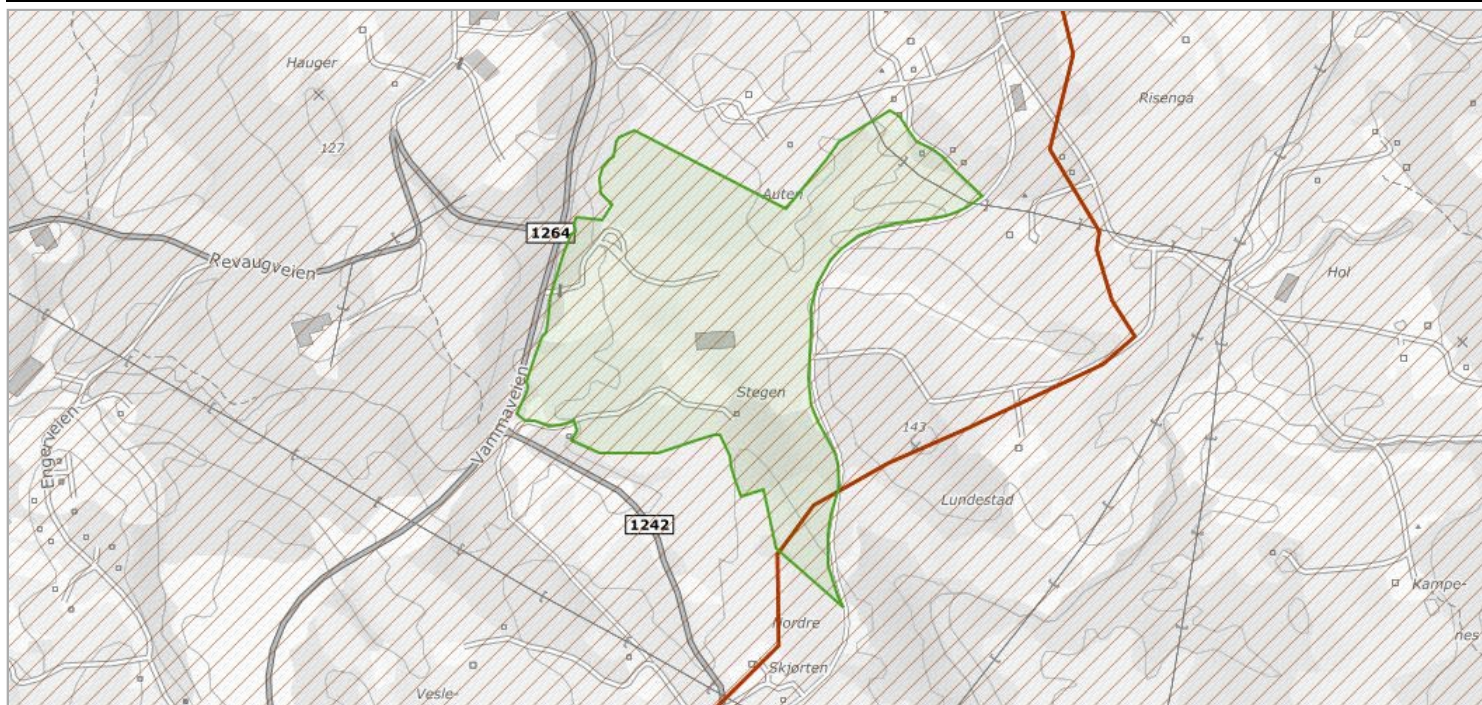 Hauger
127
Risenga
Auten
1264
Revaugveien
Hol
Vammaveien
Stegen
Engerveien
143
Lundestad
1242
Kampe-
nes
Nordre
Skjørten
Vesle-